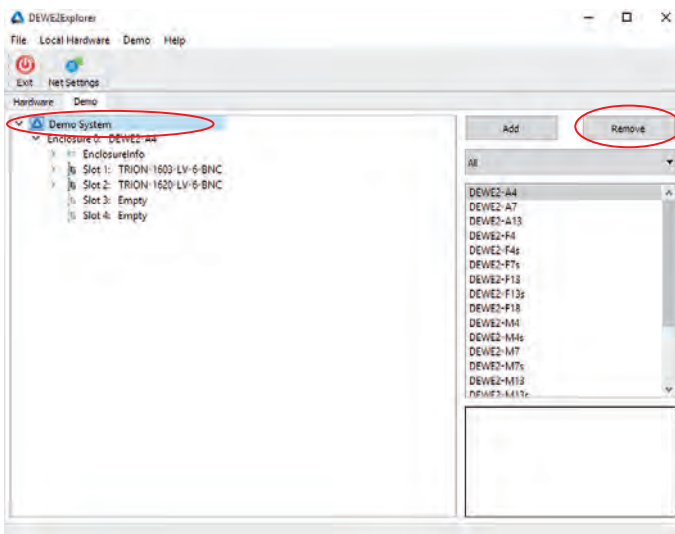 DEWE2Explorer
File Local Hardware Demo Help
Exit Net Settings
Hardware Demo
Demo System
Enclosure 0: DEWE2-A4
EnclosureInfo
Slot 1: TRION-1603-LV-6-BNC
Slot 2: TRION-1620-LV-6-BNC
Slot 3: Empty
Slot 4: Empty
Add Remove
All
DEWE2-A4
DEWE2-A7
DEWE2-A13
DEWE2-F4
DEWE2-F4s
DEWE2-F7s
DEWE2-F13
DEWE2-F13s
DEWE2-F18
DEWE2-M4
DEWE2-M4s
DEWE2-M7
DEWE2-M7s
DEWE2-M13
DEWE2-M13s